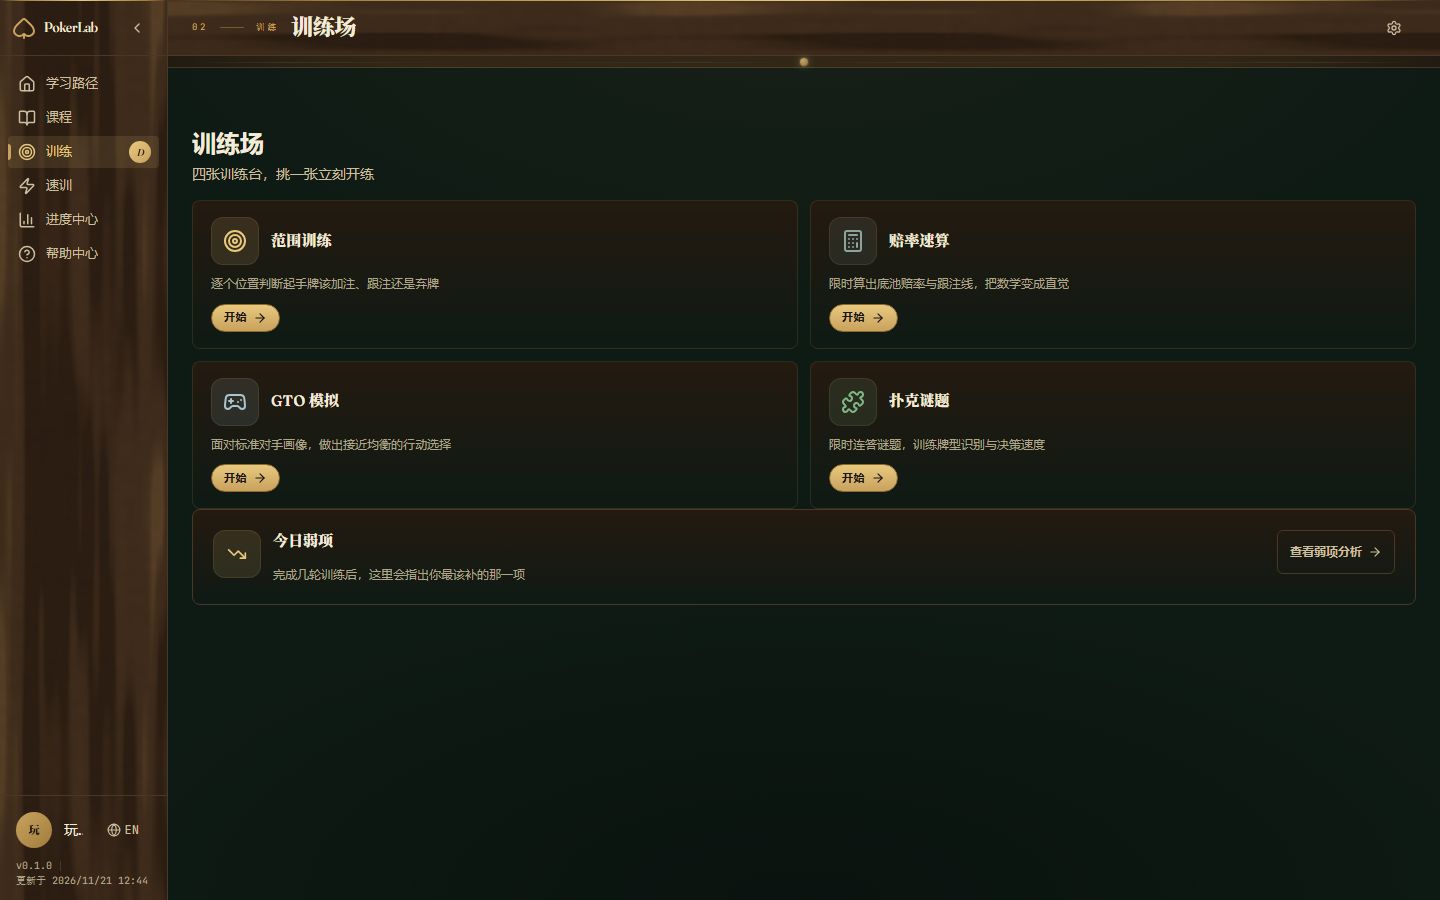 PokerLab
02 训练 训练场
学习路径
课程
训练 D
速训
进度中心
帮助中心
训练场
四张训练台，挑一张立刻开练
范围训练
逐个位置判断起手牌该加注、跟注还是弃牌
开始
赔率速算
限时算出底池赔率与跟注线，把数学变成直觉
开始
GTO 模拟
面对标准对手画像，做出接近均衡的行动选择
开始
扑克谜题
限时连答谜题，训练牌型识别与决策速度
开始
今日弱项
完成几轮训练后，这里会指出你最该补的那一项
查看弱项分析
玩 玩.. EN
v0.1.0
更新于 2026/11/21 12:44